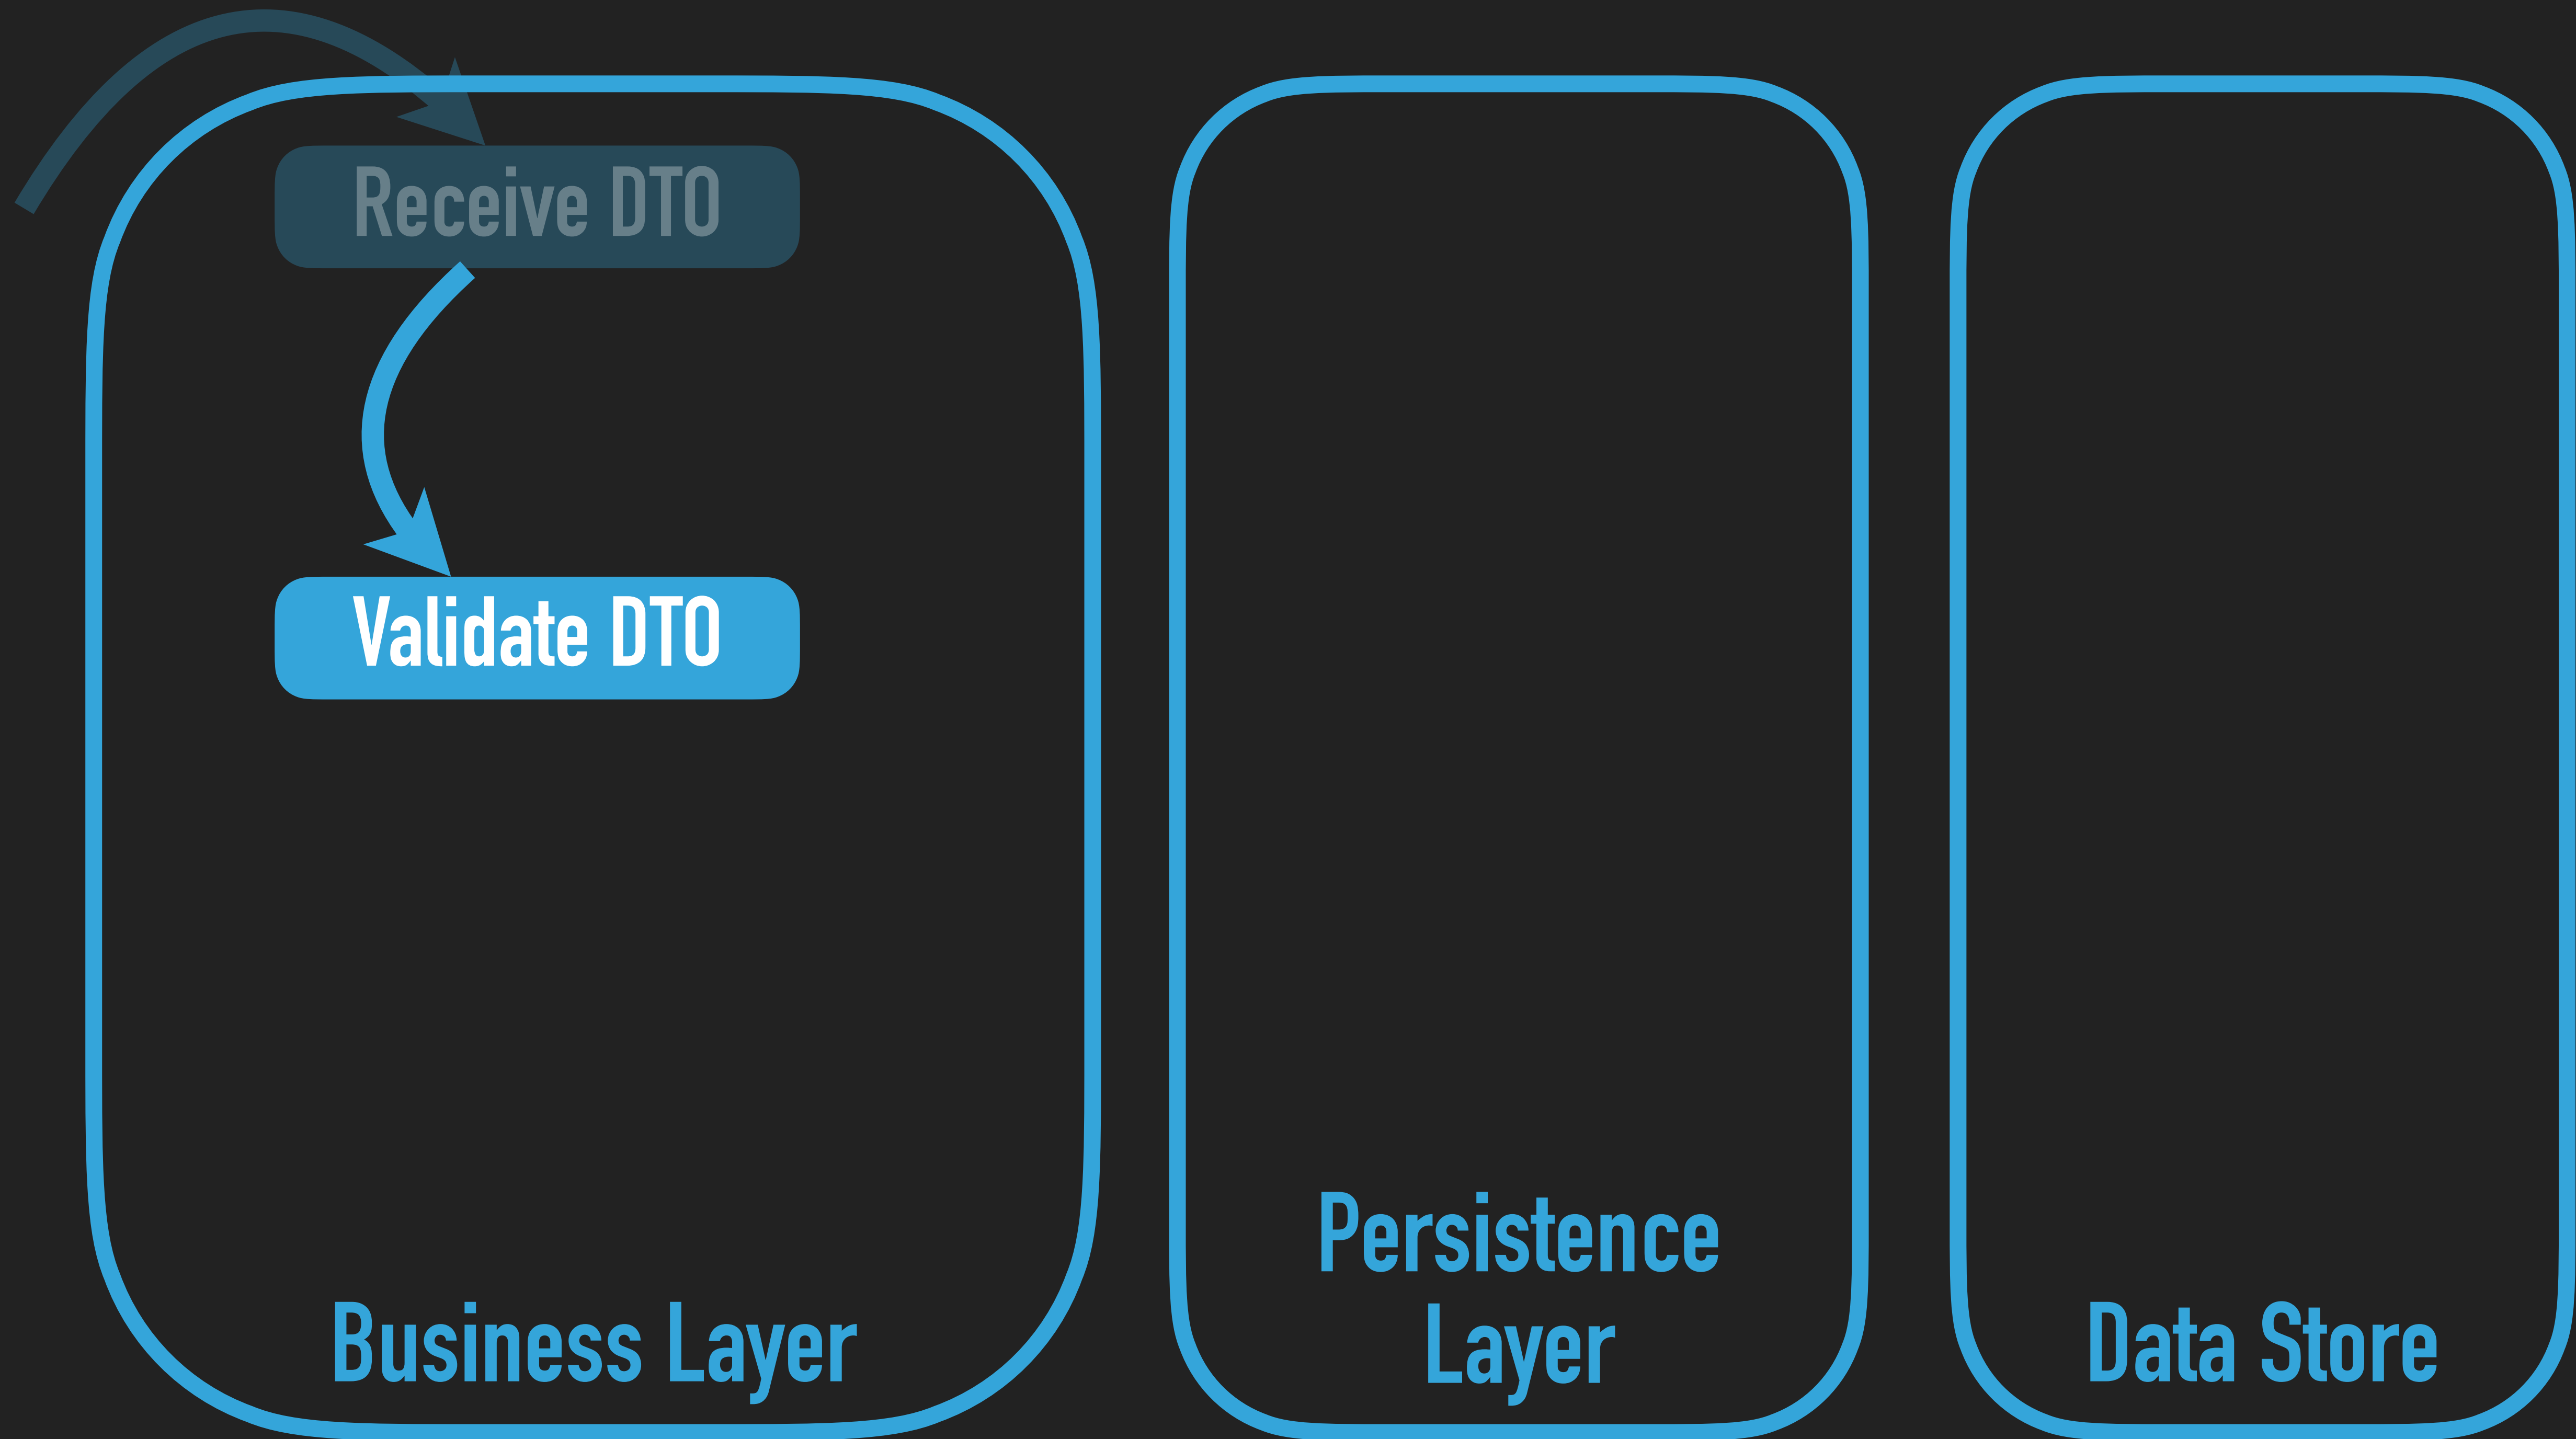 Receive DTO
Validate DTO
Business Layer
Persistence
Layer
Data Store